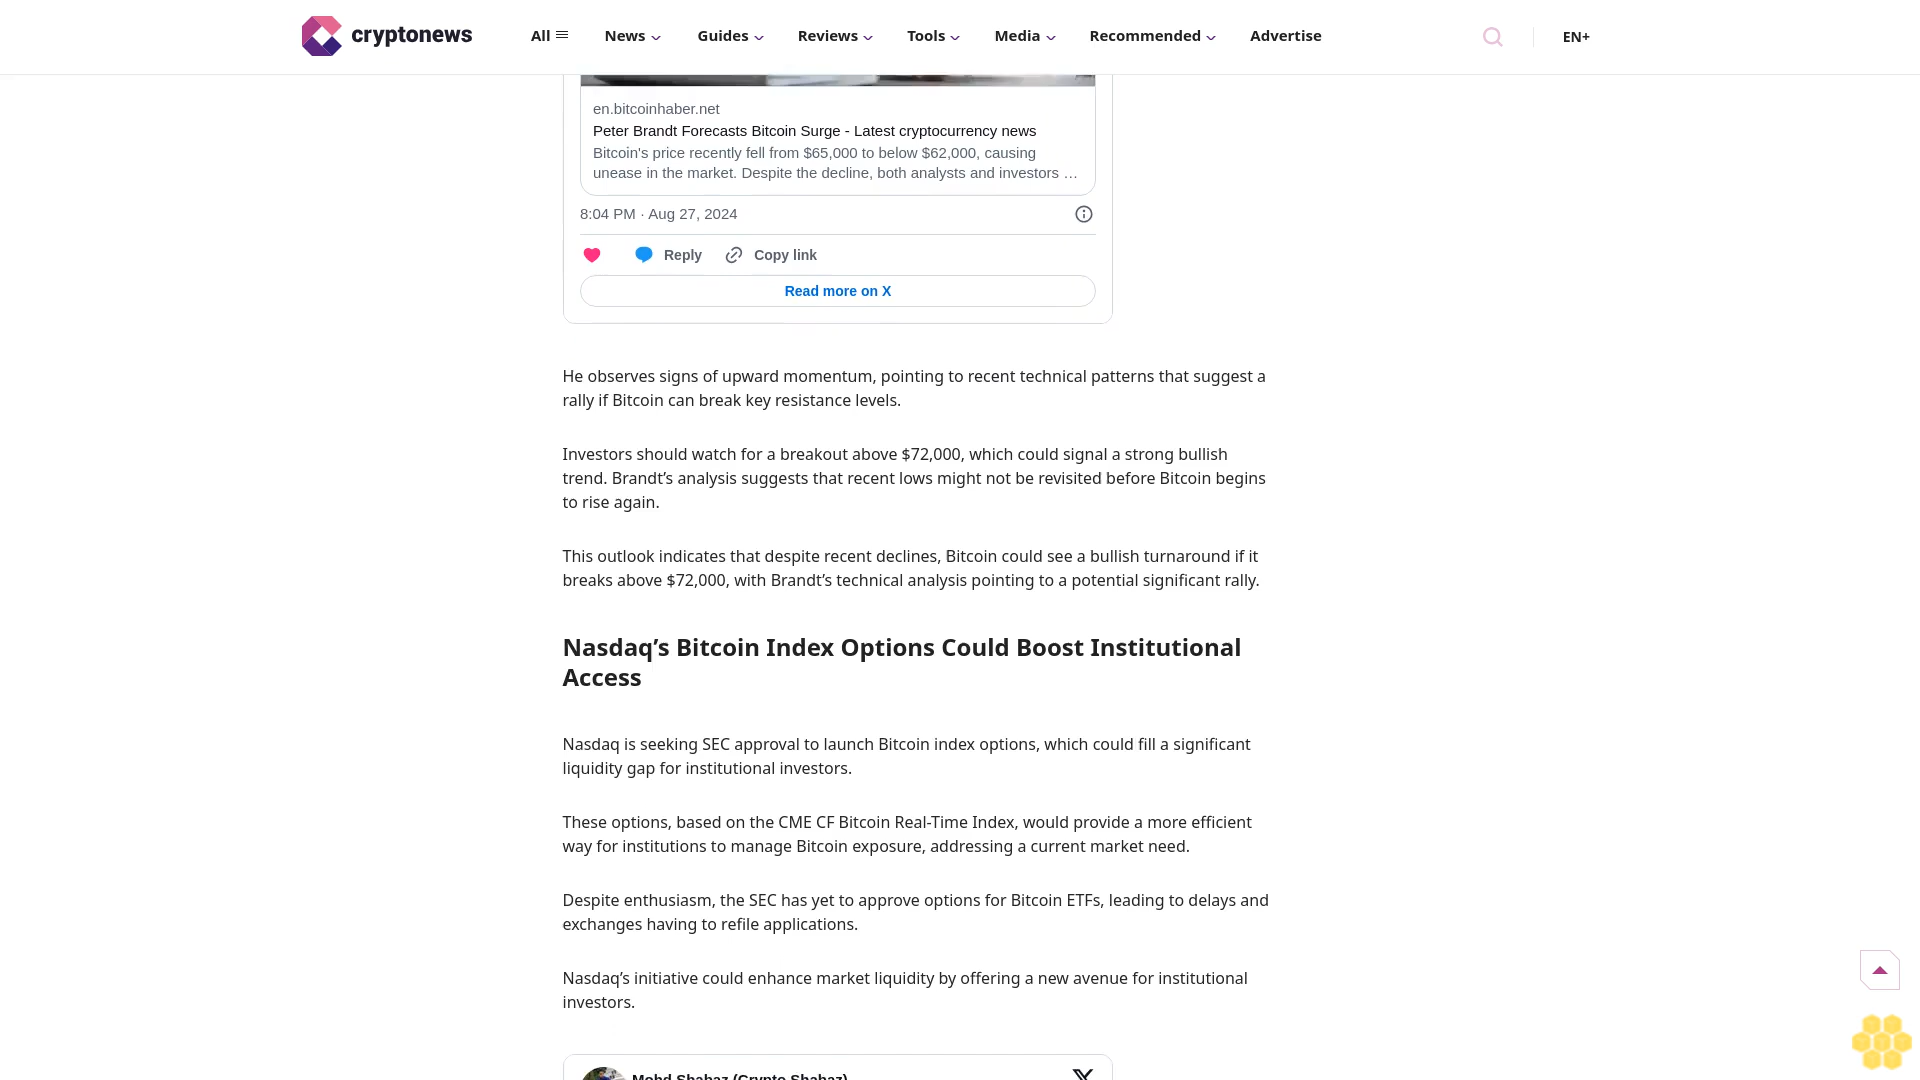 cryptonews
All
News
Guides
Reviews
Tools
Media
Recommended
Advertise
EN+
en.bitcoinhaber.net
Peter Brandt Forecasts Bitcoin Surge - Latest cryptocurrency news
Bitcoin's price recently fell from $65,000 to below $62,000, causing
unease in the market. Despite the decline, both analysts and investors …
8:04 PM · Aug 27, 2024
Reply
Copy link
Read more on X
He observes signs of upward momentum, pointing to recent technical patterns that suggest a
rally if Bitcoin can break key resistance levels.
Investors should watch for a breakout above $72,000, which could signal a strong bullish
trend. Brandt’s analysis suggests that recent lows might not be revisited before Bitcoin begins
to rise again.
This outlook indicates that despite recent declines, Bitcoin could see a bullish turnaround if it
breaks above $72,000, with Brandt’s technical analysis pointing to a potential significant rally.
Nasdaq’s Bitcoin Index Options Could Boost Institutional
Access
Nasdaq is seeking SEC approval to launch Bitcoin index options, which could fill a significant
liquidity gap for institutional investors.
These options, based on the CME CF Bitcoin Real-Time Index, would provide a more efficient
way for institutions to manage Bitcoin exposure, addressing a current market need.
Despite enthusiasm, the SEC has yet to approve options for Bitcoin ETFs, leading to delays and
exchanges having to refile applications.
Nasdaq’s initiative could enhance market liquidity by offering a new avenue for institutional
investors.
Mohd Shahaz (Crypto Shahaz)